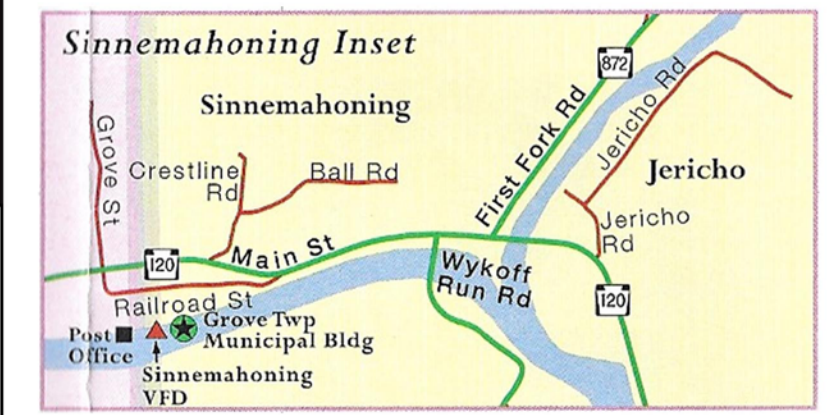 Sinnemahoning Inset
872
Sinnemahoning
First Fork Rd
Jericho Rd
Grove St
Crestline
Rd
Ball Rd
Jericho
Jericho
Rd
120
Main St
Wykoff
Run Rd
120
Railroad St
Post
Office
Grove Twp
Municipal Bldg
Sinnemahoning
VFD